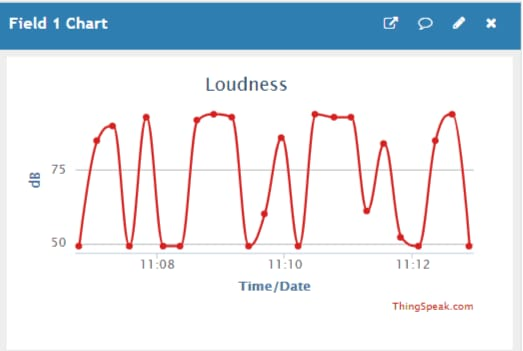 Field 1 Chart
Loudness
75
50
dB
11:08 11:10 11:12
Time/Date
ThingSpeak.com